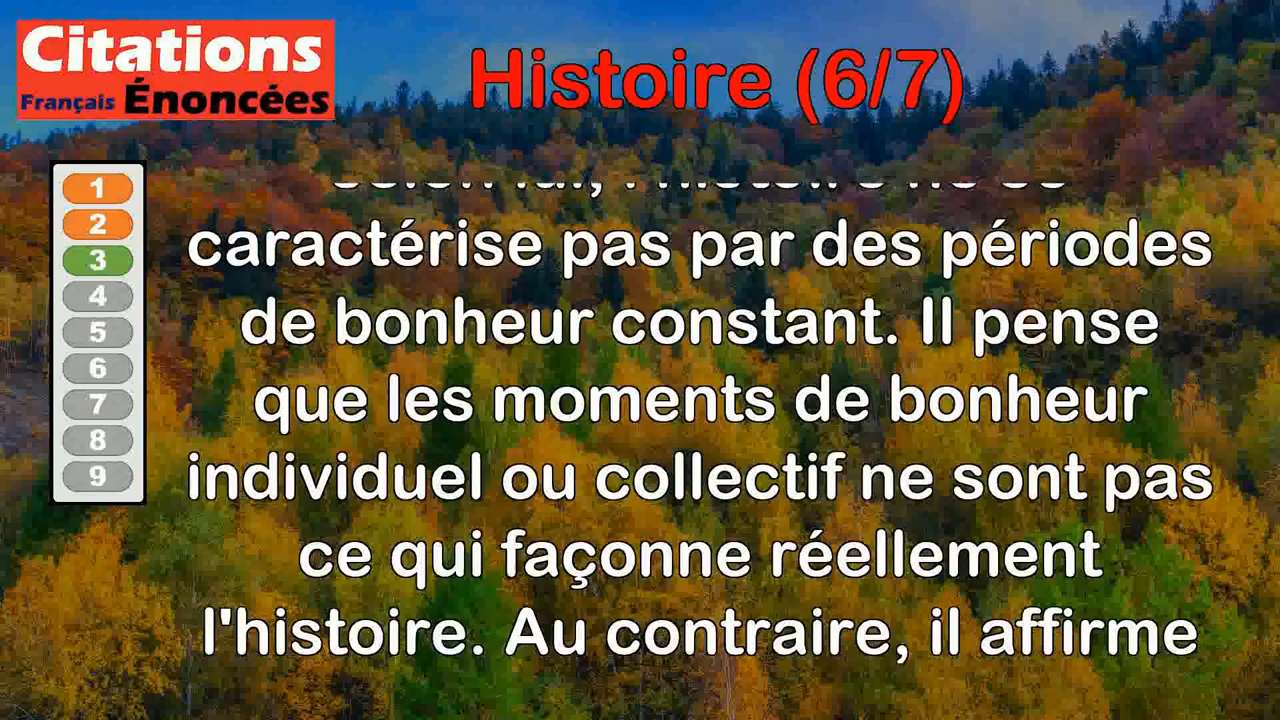 Citations
Français Énoncées
Histoire (6/7)
1
2
3
4
5
6
7
8
9
caractérise pas par des périodes
de bonheur constant. Il pense
que les moments de bonheur
individuel ou collectif ne sont pas
ce qui façonne réellement
l'histoire. Au contraire, il affirme